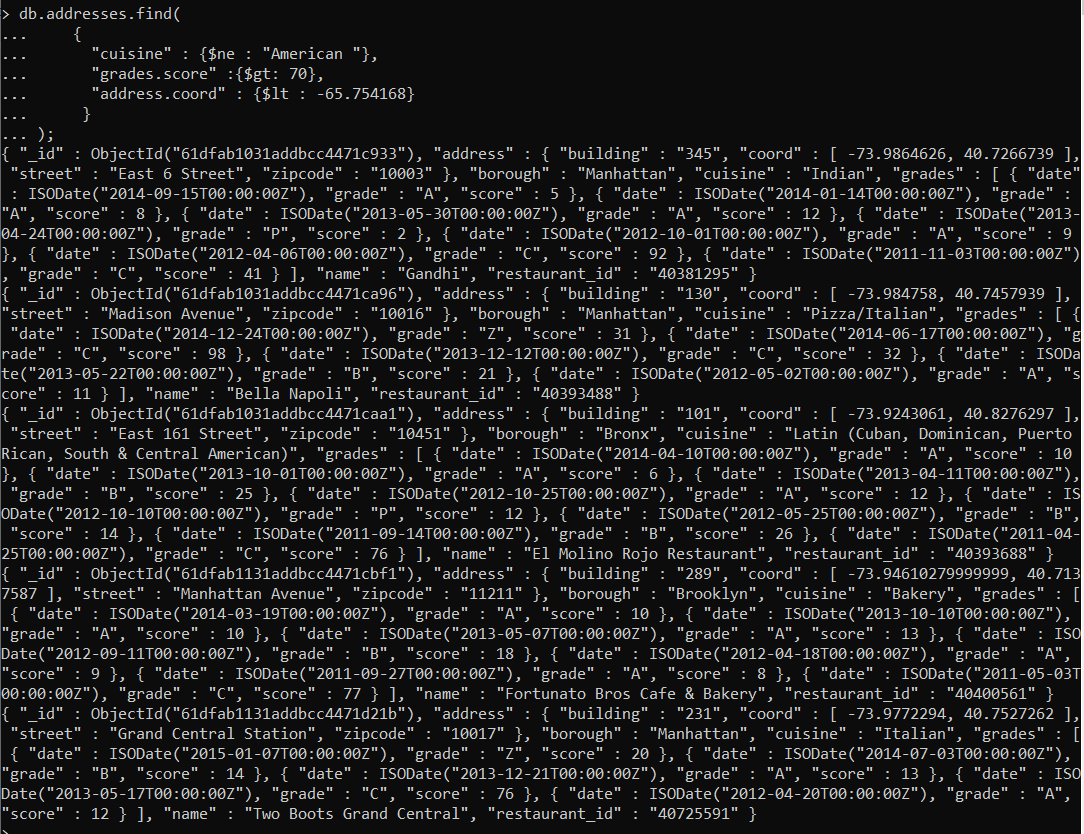 > db.addresses.find(
...     {
...       "cuisine" : {$ne : "American "},
...       "grades.score" :{$gt: 70},
...       "address.coord" : {$lt : -65.754168}
...      }
... );
{ "_id" : ObjectId("61dfab1031addbcc4471c933"), "address" : { "building" : "345", "coord" : [ -73.9864626, 40.7266739 ],
 "street" : "East 6 Street", "zipcode" : "10003" }, "borough" : "Manhattan", "cuisine" : "Indian", "grades" : [ { "date"
 : ISODate("2014-09-15T00:00:00Z"), "grade" : "A", "score" : 5 }, { "date" : ISODate("2014-01-14T00:00:00Z"), "grade" :
"A", "score" : 8 }, { "date" : ISODate("2013-05-30T00:00:00Z"), "grade" : "A", "score" : 12 }, { "date" : ISODate("2013-
04-24T00:00:00Z"), "grade" : "P", "score" : 2 }, { "date" : ISODate("2012-10-01T00:00:00Z"), "grade" : "A", "score" : 9
}, { "date" : ISODate("2012-04-06T00:00:00Z"), "grade" : "C", "score" : 92 }, { "date" : ISODate("2011-11-03T00:00:00Z")
, "grade" : "C", "score" : 41 } ], "name" : "Gandhi", "restaurant_id" : "40381295" }
{ "_id" : ObjectId("61dfab1031addbcc4471ca96"), "address" : { "building" : "130", "coord" : [ -73.984758, 40.7457939 ],
"street" : "Madison Avenue", "zipcode" : "10016" }, "borough" : "Manhattan", "cuisine" : "Pizza/Italian", "grades" : [ {
 "date" : ISODate("2014-12-24T00:00:00Z"), "grade" : "Z", "score" : 31 }, { "date" : ISODate("2014-06-17T00:00:00Z"), "g
rade" : "C", "score" : 98 }, { "date" : ISODate("2013-12-12T00:00:00Z"), "grade" : "C", "score" : 32 }, { "date" : ISODa
te("2013-05-22T00:00:00Z"), "grade" : "B", "score" : 21 }, { "date" : ISODate("2012-05-02T00:00:00Z"), "grade" : "A", "s
core" : 11 } ], "name" : "Bella Napoli", "restaurant_id" : "40393488" }
{ "_id" : ObjectId("61dfab1031addbcc4471caa1"), "address" : { "building" : "101", "coord" : [ -73.9243061, 40.8276297 ],
 "street" : "East 161 Street", "zipcode" : "10451" }, "borough" : "Bronx", "cuisine" : "Latin (Cuban, Dominican, Puerto
Rican, South & Central American)", "grades" : [ { "date" : ISODate("2014-04-10T00:00:00Z"), "grade" : "A", "score" : 10
}, { "date" : ISODate("2013-10-01T00:00:00Z"), "grade" : "A", "score" : 6 }, { "date" : ISODate("2013-04-11T00:00:00Z"),
 "grade" : "B", "score" : 25 }, { "date" : ISODate("2012-10-25T00:00:00Z"), "grade" : "A", "score" : 12 }, { "date" : IS
ODate("2012-10-10T00:00:00Z"), "grade" : "P", "score" : 12 }, { "date" : ISODate("2012-05-25T00:00:00Z"), "grade" : "B",
 "score" : 14 }, { "date" : ISODate("2011-09-14T00:00:00Z"), "grade" : "B", "score" : 26 }, { "date" : ISODate("2011-04-
25T00:00:00Z"), "grade" : "C", "score" : 76 } ], "name" : "El Molino Rojo Restaurant", "restaurant_id" : "40393688" }
{ "_id" : ObjectId("61dfab1131addbcc4471cbf1"), "address" : { "building" : "289", "coord" : [ -73.94610279999999, 40.713
7587 ], "street" : "Manhattan Avenue", "zipcode" : "11211" }, "borough" : "Brooklyn", "cuisine" : "Bakery", "grades" : [
 { "date" : ISODate("2014-03-19T00:00:00Z"), "grade" : "A", "score" : 10 }, { "date" : ISODate("2013-10-10T00:00:00Z"),
"grade" : "A", "score" : 10 }, { "date" : ISODate("2013-05-07T00:00:00Z"), "grade" : "A", "score" : 13 }, { "date" : ISO
Date("2012-09-11T00:00:00Z"), "grade" : "B", "score" : 18 }, { "date" : ISODate("2012-04-18T00:00:00Z"), "grade" : "A",
"score" : 9 }, { "date" : ISODate("2011-09-27T00:00:00Z"), "grade" : "A", "score" : 8 }, { "date" : ISODate("2011-05-03T
00:00:00Z"), "grade" : "C", "score" : 77 } ], "name" : "Fortunato Bros Cafe & Bakery", "restaurant_id" : "40400561" }
{ "_id" : ObjectId("61dfab1131addbcc4471d21b"), "address" : { "building" : "231", "coord" : [ -73.9772294, 40.7527262 ],
 "street" : "Grand Central Station", "zipcode" : "10017" }, "borough" : "Manhattan", "cuisine" : "Italian", "grades" : [
 { "date" : ISODate("2015-01-07T00:00:00Z"), "grade" : "Z", "score" : 20 }, { "date" : ISODate("2014-07-03T00:00:00Z"),
"grade" : "B", "score" : 14 }, { "date" : ISODate("2013-12-21T00:00:00Z"), "grade" : "A", "score" : 13 }, { "date" : ISO
Date("2013-05-17T00:00:00Z"), "grade" : "C", "score" : 76 }, { "date" : ISODate("2012-04-20T00:00:00Z"), "grade" : "A",
"score" : 12 } ], "name" : "Two Boots Grand Central", "restaurant_id" : "40725591" }